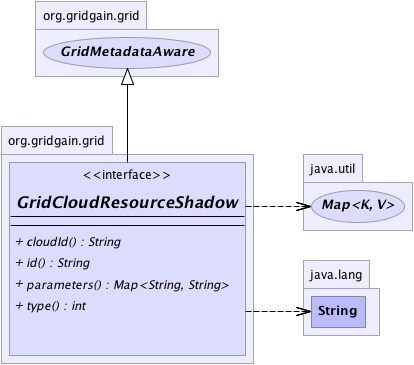 org.gridgain.grid
GridMetadataAware
org.gridgain.grid
<<interface>>
GridCloudResourceShadow
+ cloudId() : String
+ id() : String
+ parameters() : Map<String, String>
+ type() : int
java.util
Map<K, V>
java.lang
String